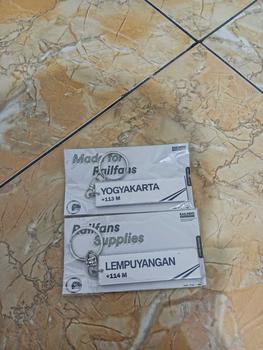 Made for
Railfans
YOGYAKARTA
+113 M
Railfans
Supplies
LEMPUYANGAN
+114 M